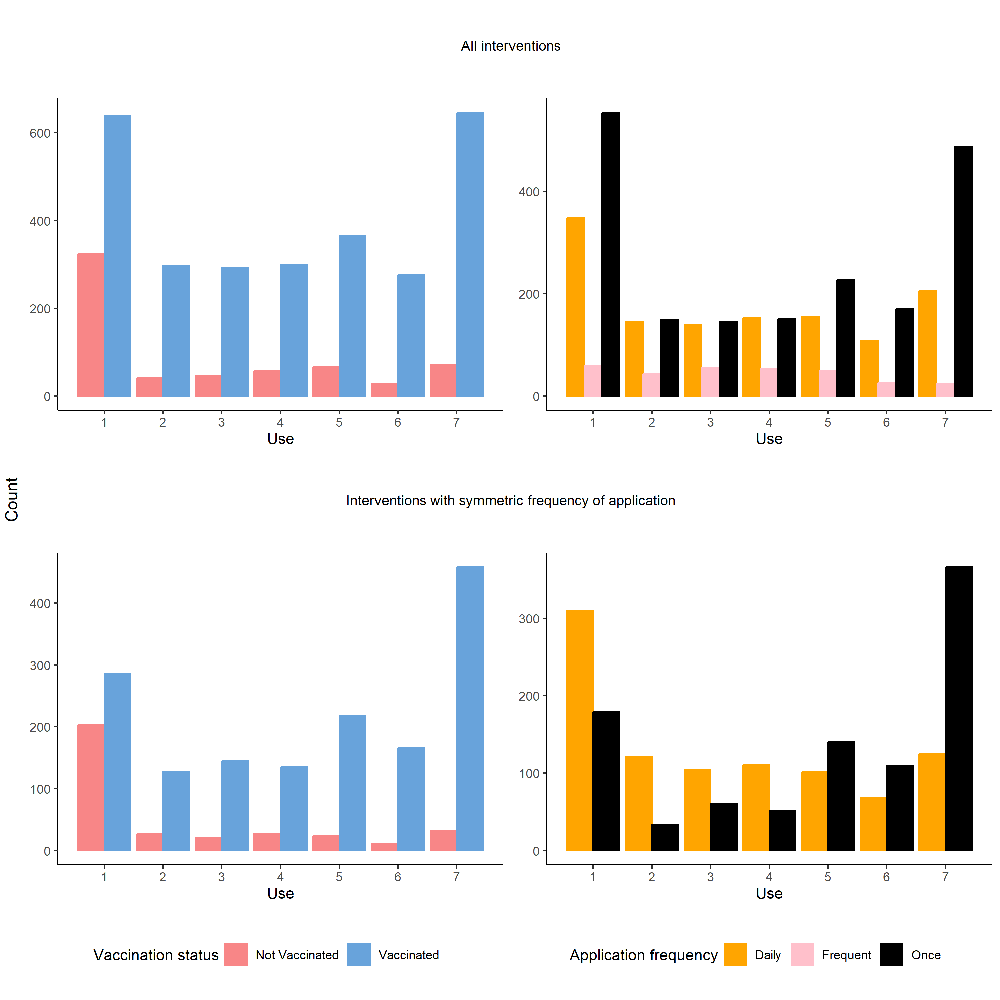 All interventions
600
400
200
0
1 2 3 4 5 6 7
Use
400
200
0
1 2 3 4 5 6 7
Use
Count
Interventions with symmetric frequency of application
400
300
200
100
0
1 2 3 4 5 6 7
Use
300
200
100
0
1 2 3 4 5 6 7
Use
Vaccination status Not Vaccinated Vaccinated
Application frequency Daily Frequent Once